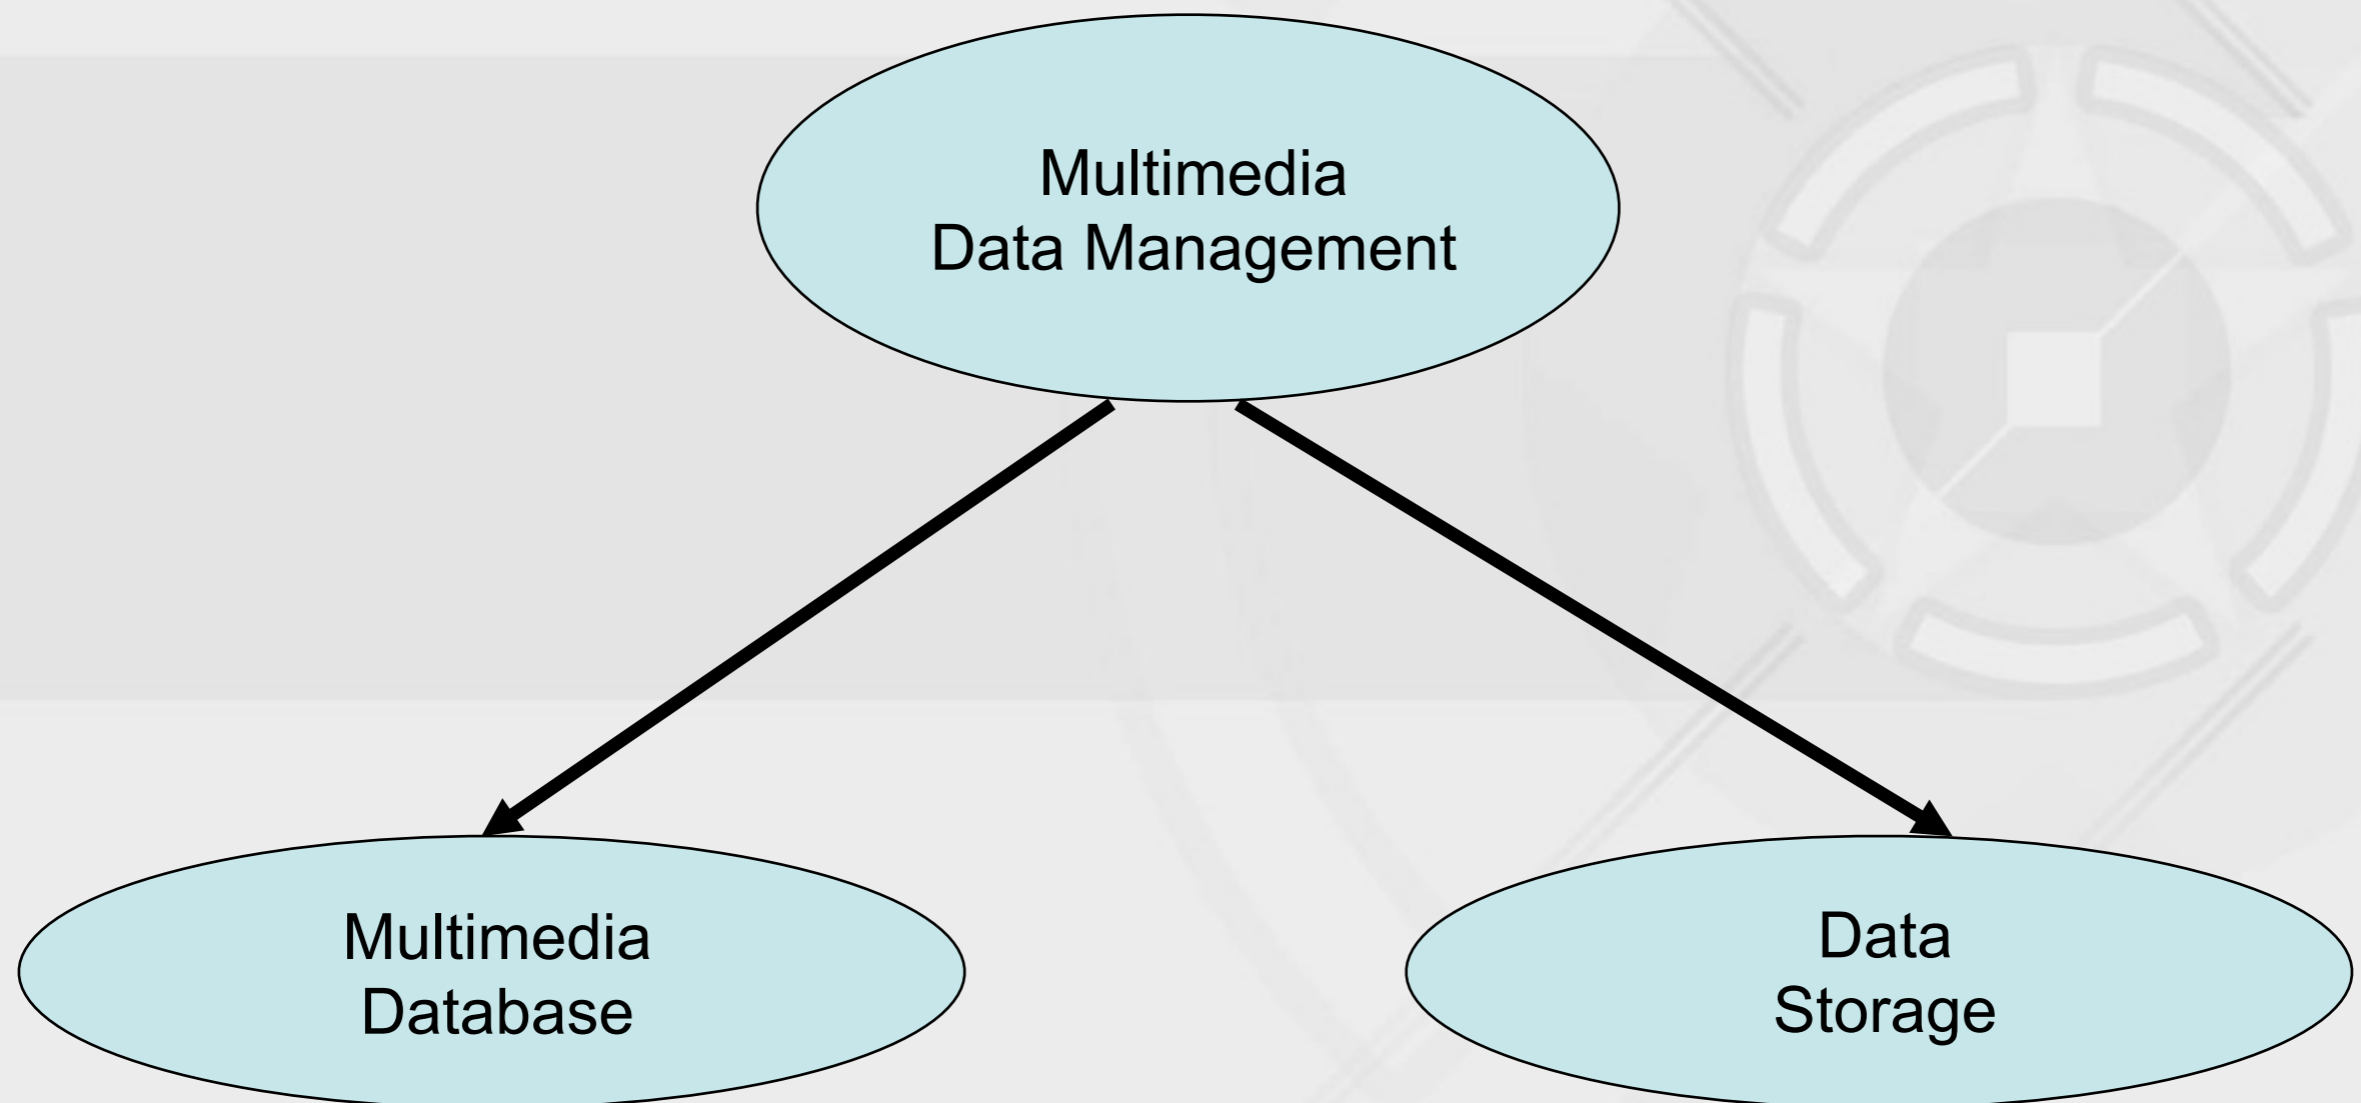 Multimedia
Data Management
Multimedia
Database
Data
Storage